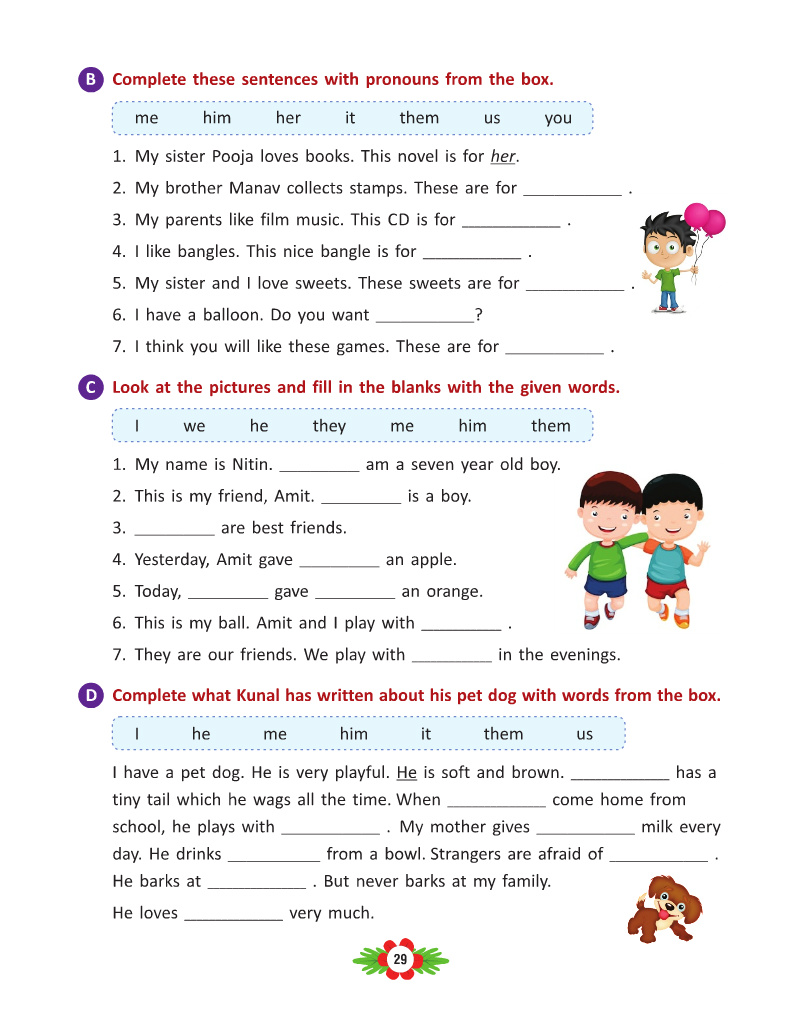 B Complete these sentences with pronouns from the box.
me him her it them us you
1. My sister Pooja loves books. This novel is for her.
2. My brother Manav collects stamps. These are for ___________ .
3. My parents like film music. This CD is for ___________ .
4. I like bangles. This nice bangle is for ___________ .
5. My sister and I love sweets. These sweets are for ___________ .
6. I have a balloon. Do you want ___________?
7. I think you will like these games. These are for ___________ .
C Look at the pictures and fill in the blanks with the given words.
I we he they me him them
1. My name is Nitin. _________ am a seven year old boy.
2. This is my friend, Amit. _________ is a boy.
3. _________ are best friends.
4. Yesterday, Amit gave _________ an apple.
5. Today, _________ gave _________ an orange.
6. This is my ball. Amit and I play with _________ .
7. They are our friends. We play with _________ in the evenings.
D Complete what Kunal has written about his pet dog with words from the box.
I he me him it them us
I have a pet dog. He is very playful. He is soft and brown. ___________ has a
tiny tail which he wags all the time. When ___________ come home from
school, he plays with ___________ . My mother gives ___________ milk every
day. He drinks ___________ from a bowl. Strangers are afraid of ___________ .
He barks at ___________ . But never barks at my family.
He loves ___________ very much.
29